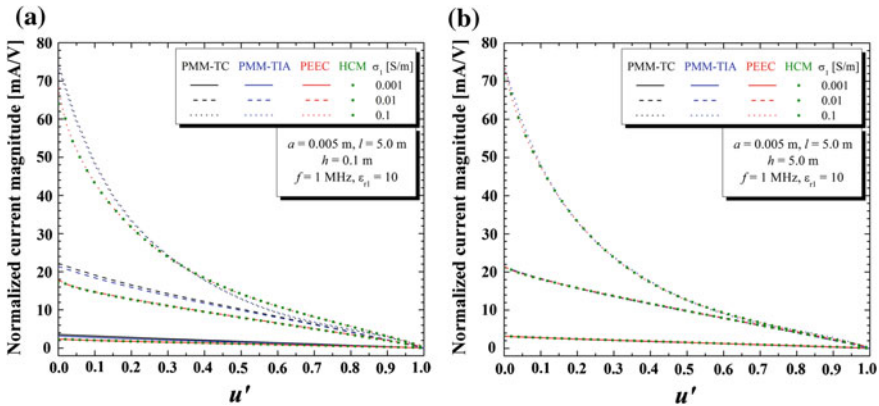 (a)
Normalized current magnitude [mA/V]
80
70
60
50
40
30
20
10
0
PMM-TC PMM-TIA PEEC HCM σ₁ [S/m]
0.001
0.01
0.1
a = 0.005 m, l = 5.0 m
h = 0.1 m
f = 1 MHz, εr1 = 10
0.0 0.1 0.2 0.3 0.4 0.5 0.6 0.7 0.8 0.9 1.0
u'
(b)
Normalized current magnitude [mA/V]
80
70
60
50
40
30
20
10
0
PMM-TC PMM-TIA PEEC HCM σ₁ [S/m]
0.001
0.01
0.1
a = 0.005 m, l = 5.0 m
h = 5.0 m
f = 1 MHz, εr1 = 10
0.0 0.1 0.2 0.3 0.4 0.5 0.6 0.7 0.8 0.9 1.0
u'